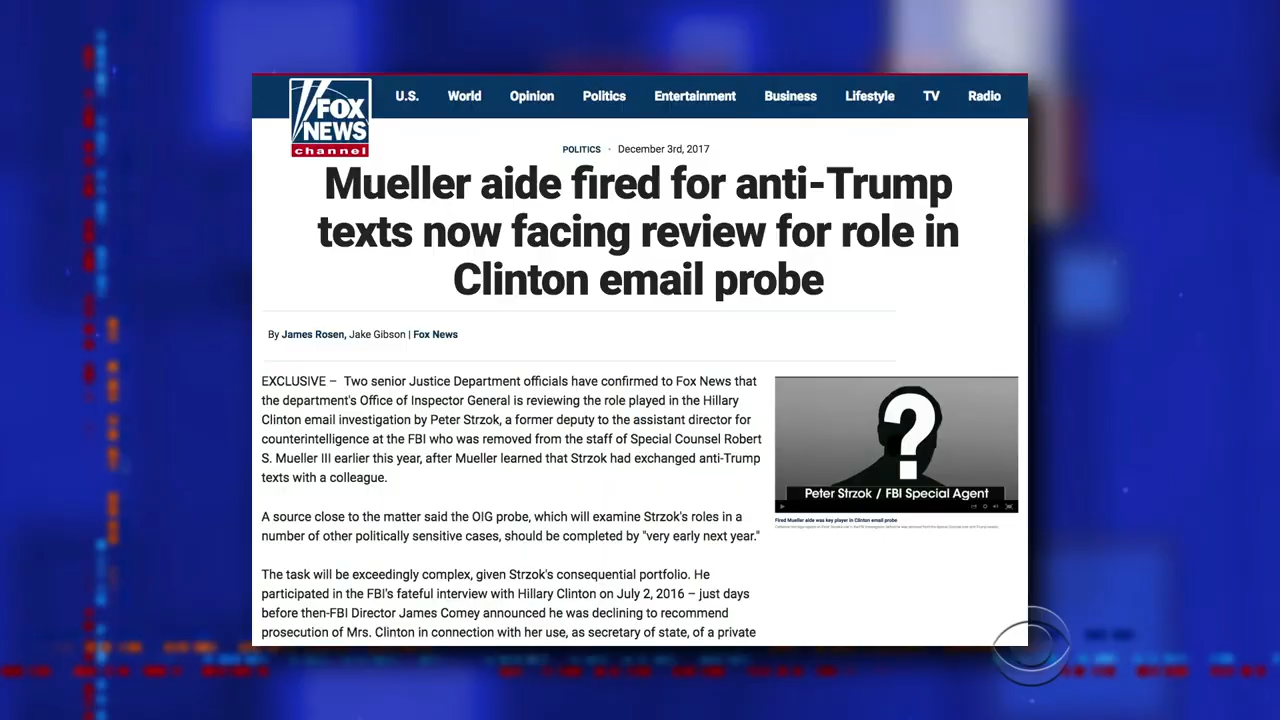 FOX
NEWS
channel
U.S. World Opinion Politics Entertainment Business Lifestyle TV Radio
POLITICS · December 3rd, 2017
Mueller aide fired for anti-Trump
texts now facing review for role in
Clinton email probe
By James Rosen, Jake Gibson | Fox News
EXCLUSIVE – Two senior Justice Department officials have confirmed to Fox News that
the department's Office of Inspector General is reviewing the role played in the Hillary
Clinton email investigation by Peter Strzok, a former deputy to the assistant director for
counterintelligence at the FBI who was removed from the staff of Special Counsel Robert
S. Mueller III earlier this year, after Mueller learned that Strzok had exchanged anti-Trump
texts with a colleague.
?
Peter Strzok / FBI Special Agent
Fired Mueller aide was key player in Clinton email probe
A source close to the matter said the OIG probe, which will examine Strzok's roles in a
number of other politically sensitive cases, should be completed by "very early next year."
The task will be exceedingly complex, given Strzok's consequential portfolio. He
participated in the FBI's fateful interview with Hillary Clinton on July 2, 2016 – just days
before then-FBI Director James Comey announced he was declining to recommend
prosecution of Mrs. Clinton in connection with her use, as secretary of state, of a private